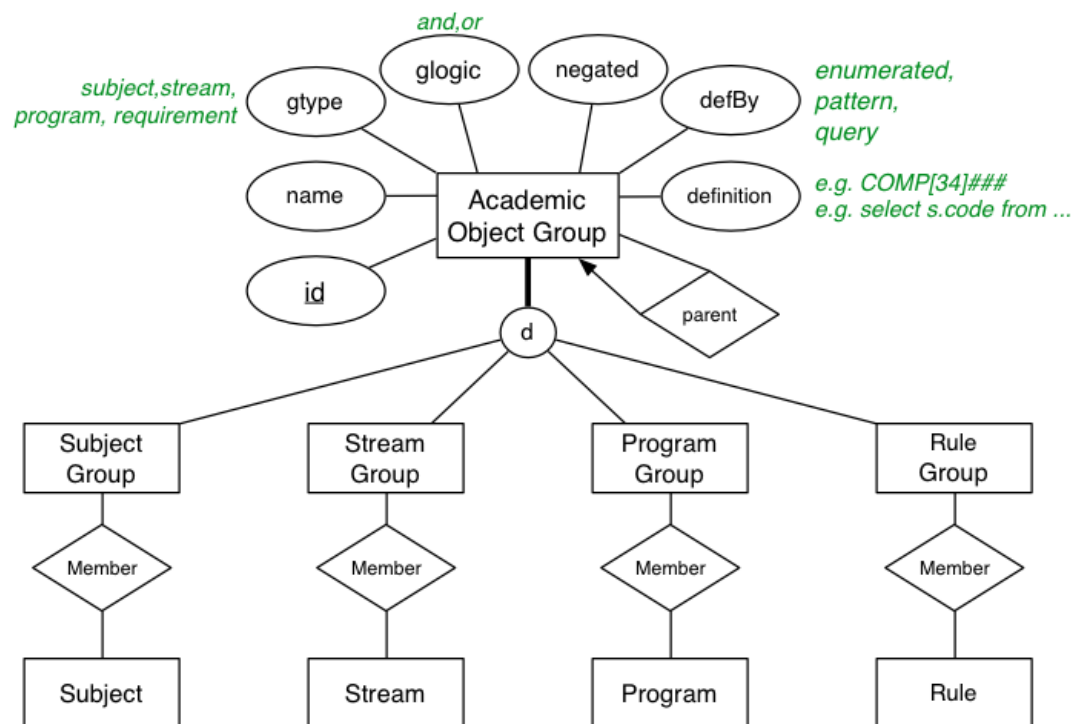 and,or
glogic
negated
subject,stream,
program, requirement
gtype
defBy
enumerated,
pattern,
query
name
Academic
Object Group
definition
e.g. COMP[34]###
e.g. select s.code from ...
id
parent
d
Subject
Group
Stream
Group
Program
Group
Rule
Group
Member
Member
Member
Member
Subject
Stream
Program
Rule